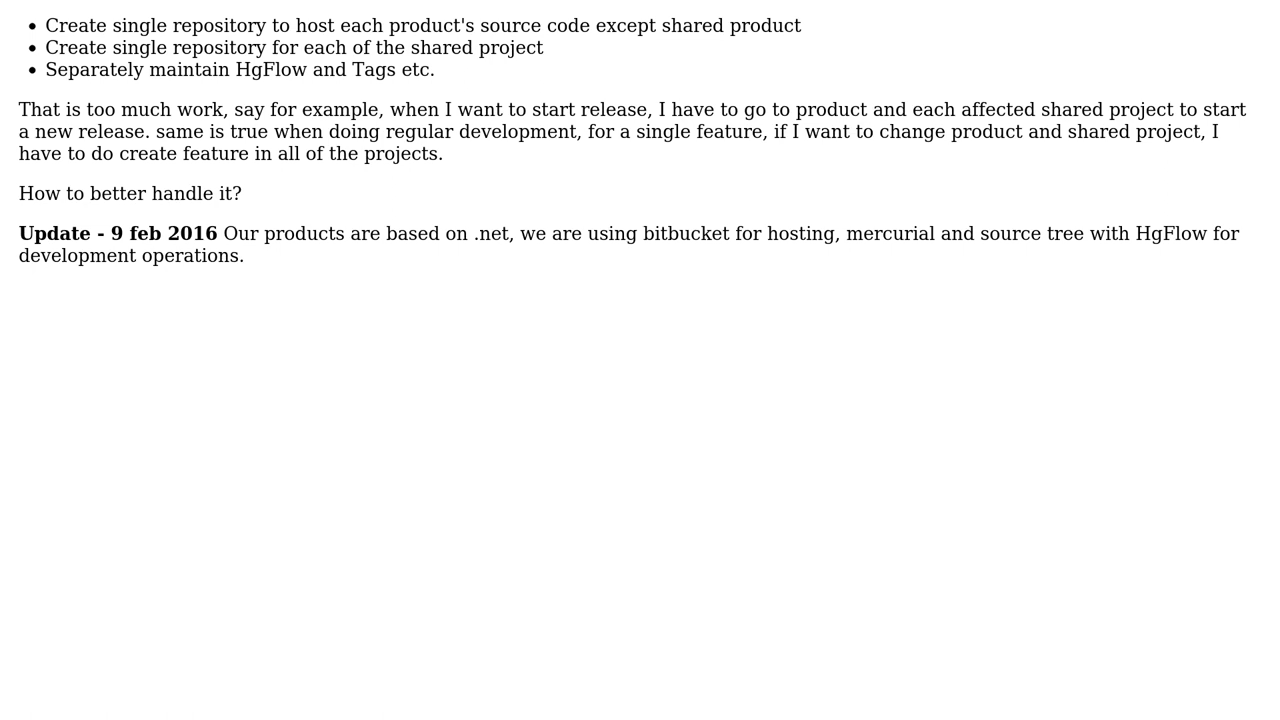 Create single repository to host each product's source code except shared product
Create single repository for each of the shared project
Separately maintain HgFlow and Tags etc.
That is too much work, say for example, when I want to start release, I have to go to product and each affected shared project to start
a new release. same is true when doing regular development, for a single feature, if I want to change product and shared project, I
have to do create feature in all of the projects.
How to better handle it?
Update - 9 feb 2016 Our products are based on .net, we are using bitbucket for hosting, mercurial and source tree with HgFlow for
development operations.